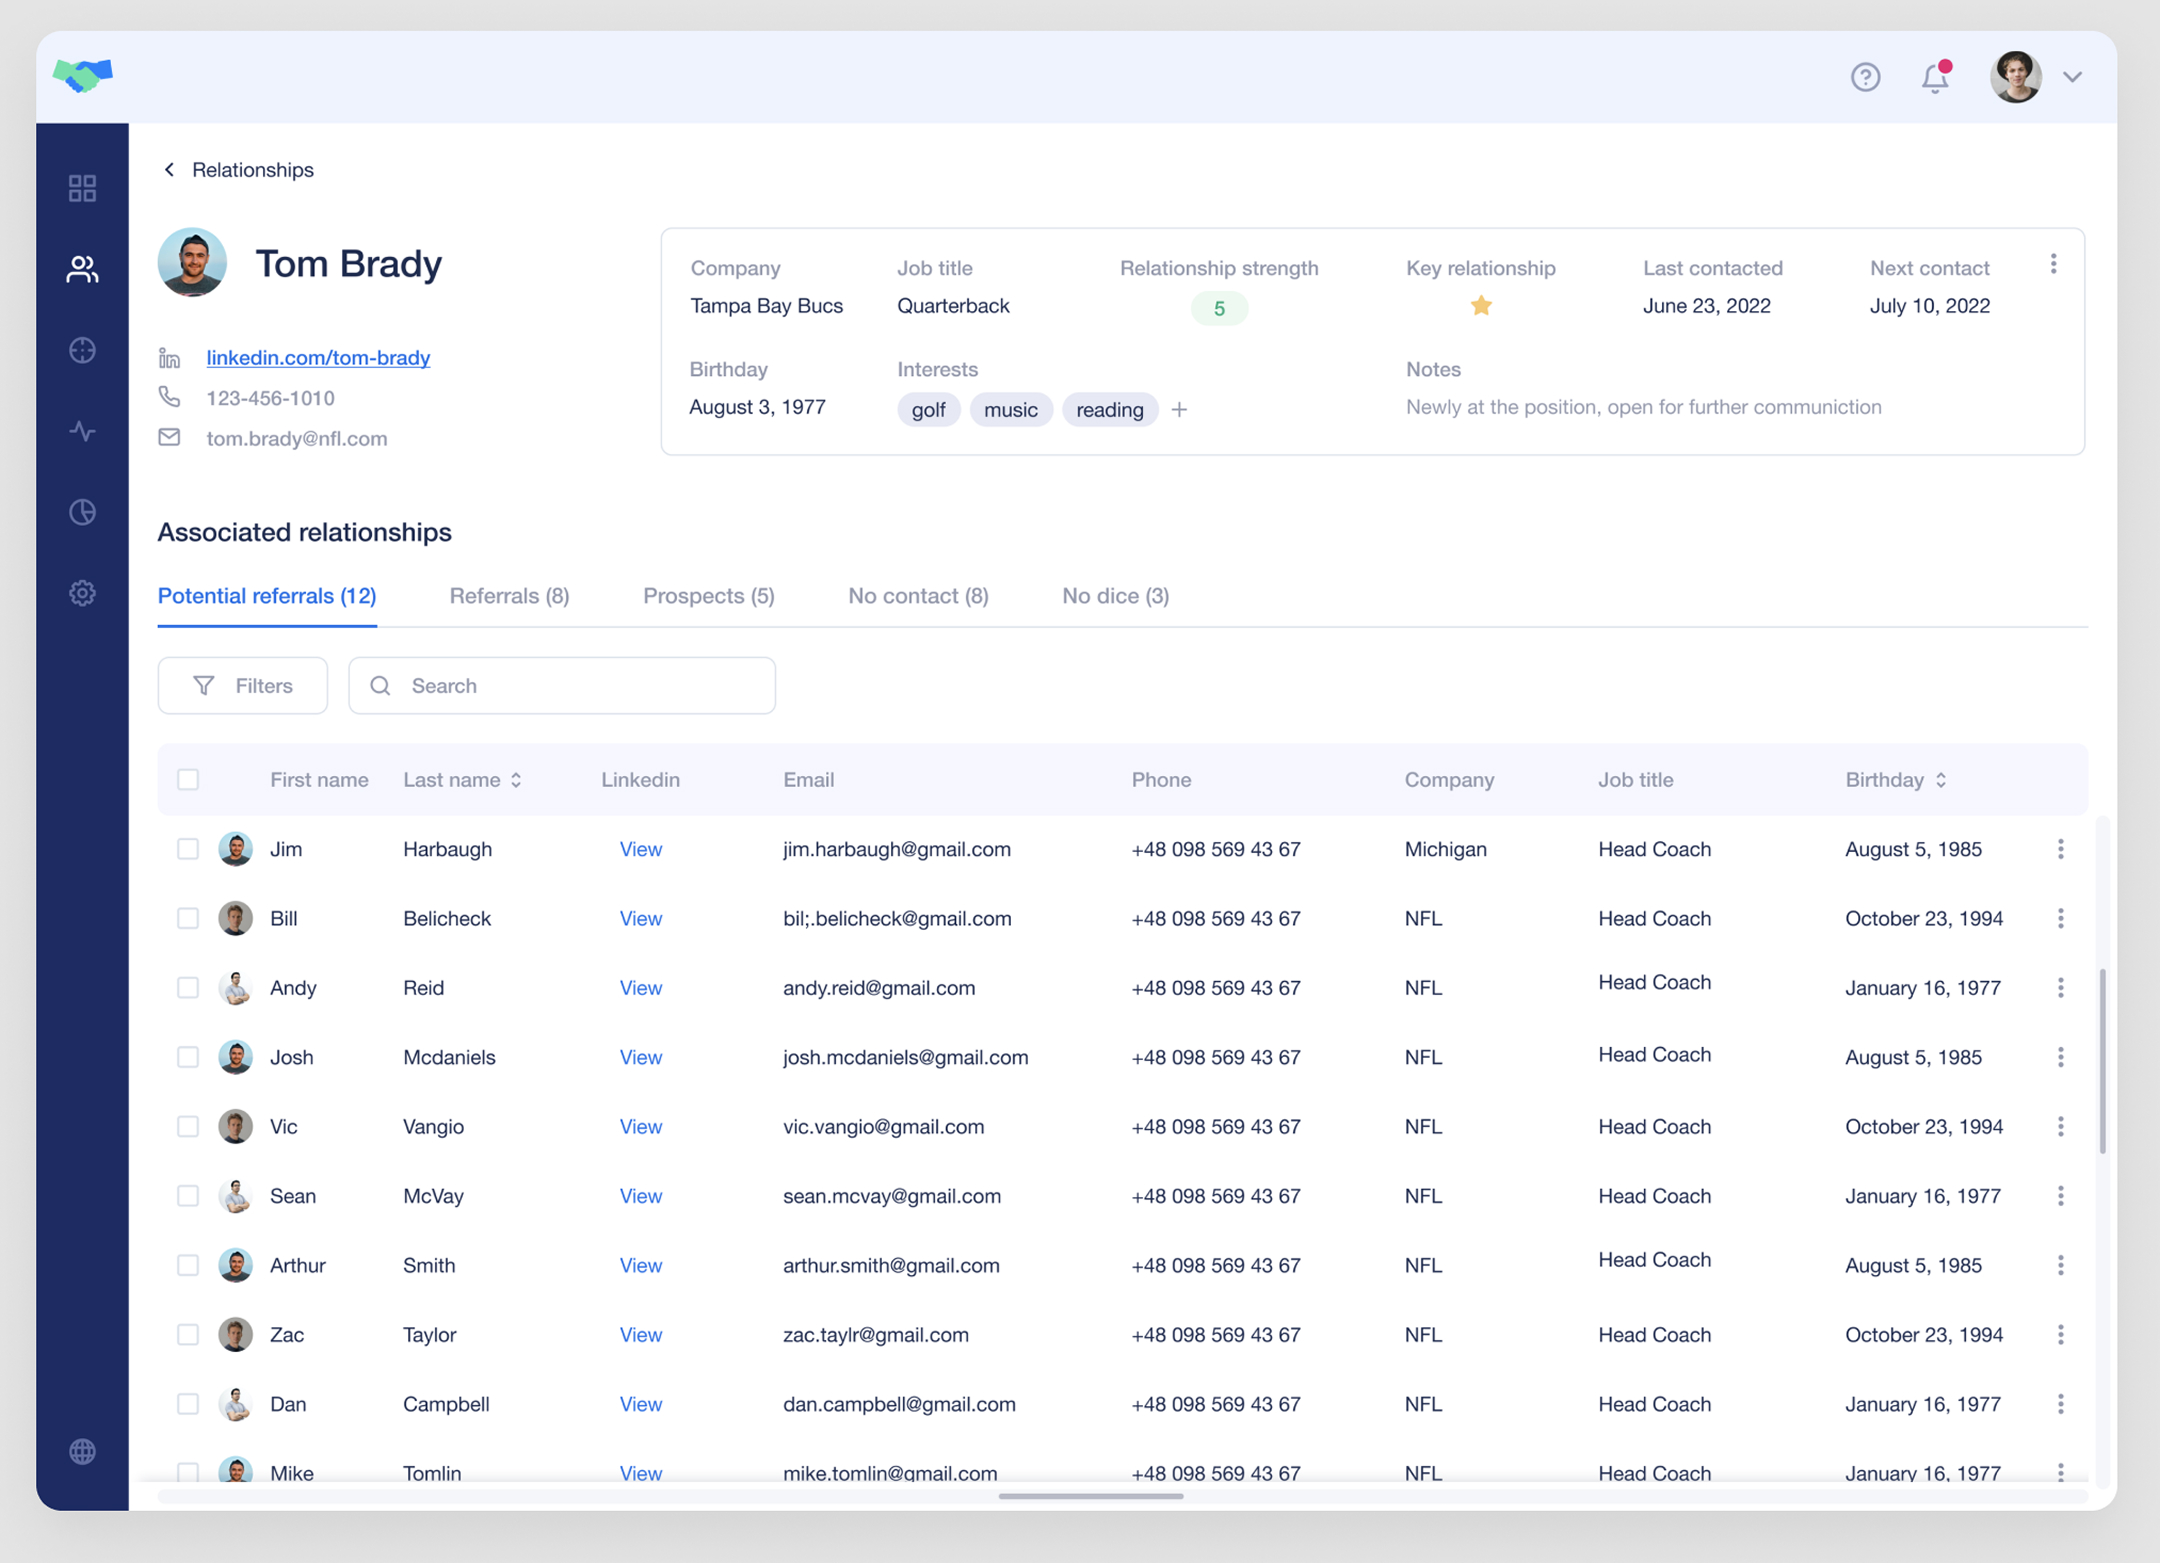 Relationships
Tom Brady
linkedin.com/tom-brady
123-456-1010
tom.brady@nfl.com
Company Job title Relationship strength Key relationship Last contacted Next contact
Tampa Bay Bucs Quarterback 5 June 23, 2022 July 10, 2022
Birthday Interests Notes
August 3, 1977 golf music reading + Newly at the position, open for further communiction
Associated relationships
Potential referrals (12) Referrals (8) Prospects (5) No contact (8) No dice (3)
Filters Search
First name Last name Linkedin Email Phone Company Job title Birthday
Jim Harbaugh View jim.harbaugh@gmail.com +48 098 569 43 67 Michigan Head Coach August 5, 1985
Bill Belicheck View bil;.belicheck@gmail.com +48 098 569 43 67 NFL Head Coach October 23, 1994
Andy Reid View andy.reid@gmail.com +48 098 569 43 67 NFL Head Coach January 16, 1977
Josh Mcdaniels View josh.mcdaniels@gmail.com +48 098 569 43 67 NFL Head Coach August 5, 1985
Vic Vangio View vic.vangio@gmail.com +48 098 569 43 67 NFL Head Coach October 23, 1994
Sean McVay View sean.mcvay@gmail.com +48 098 569 43 67 NFL Head Coach January 16, 1977
Arthur Smith View arthur.smith@gmail.com +48 098 569 43 67 NFL Head Coach August 5, 1985
Zac Taylor View zac.taylr@gmail.com +48 098 569 43 67 NFL Head Coach October 23, 1994
Dan Campbell View dan.campbell@gmail.com +48 098 569 43 67 NFL Head Coach January 16, 1977
Mike Tomlin View mike.tomlin@gmail.com +48 098 569 43 67 NFL Head Coach January 16, 1977